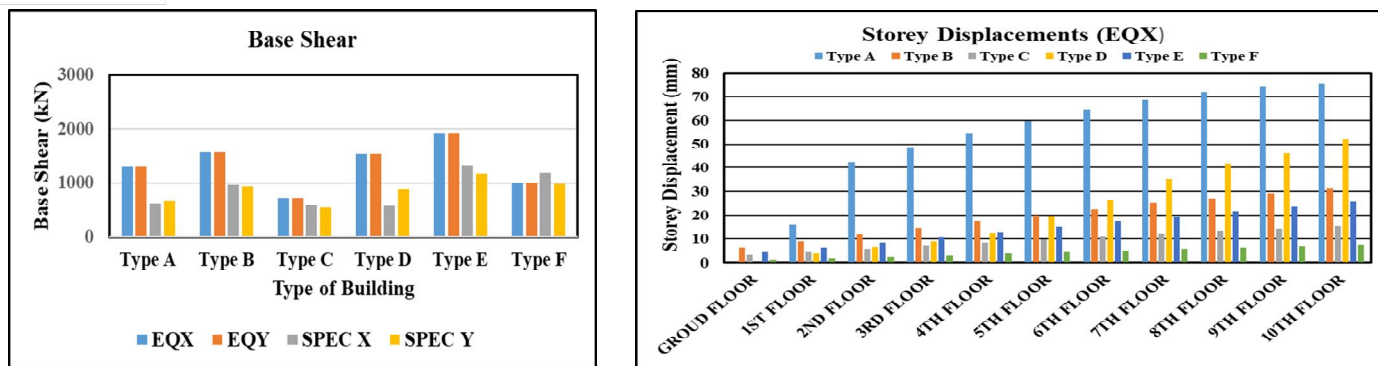 Base Shear
3000
2000
1000
0
Base Shear (kN)
Type A Type B Type C Type D Type E Type F
Type of Building
EQX EQY SPEC X SPEC Y
Storey Displacements (EQX)
Type A Type B Type C Type D Type E Type F
80
70
60
50
40
30
20
10
0
Storey Displacement (mm)
GROUD FLOOR
1ST FLOOR
2ND FLOOR
3RD FLOOR
4TH FLOOR
5TH FLOOR
6TH FLOOR
7TH FLOOR
8TH FLOOR
9TH FLOOR
10TH FLOOR